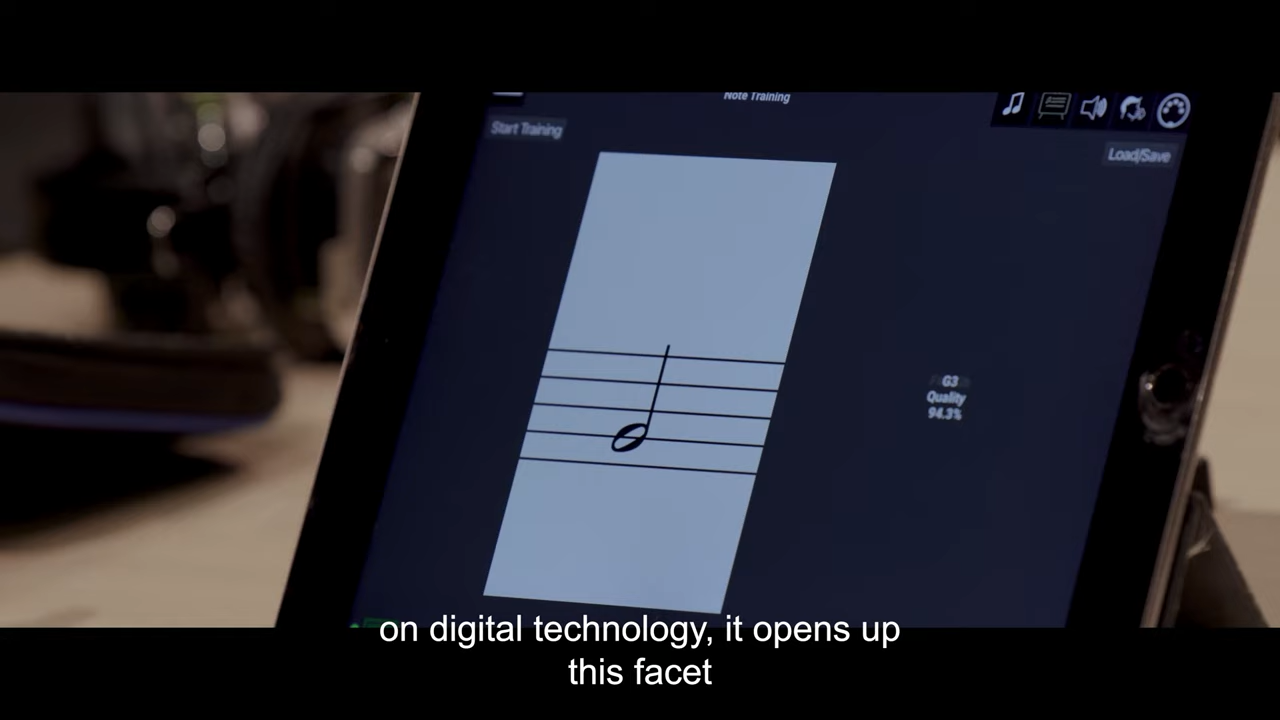 Note Training
Start Training
Load/Save
G3
Quality
94.3%
on digital technology, it opens up
this facet